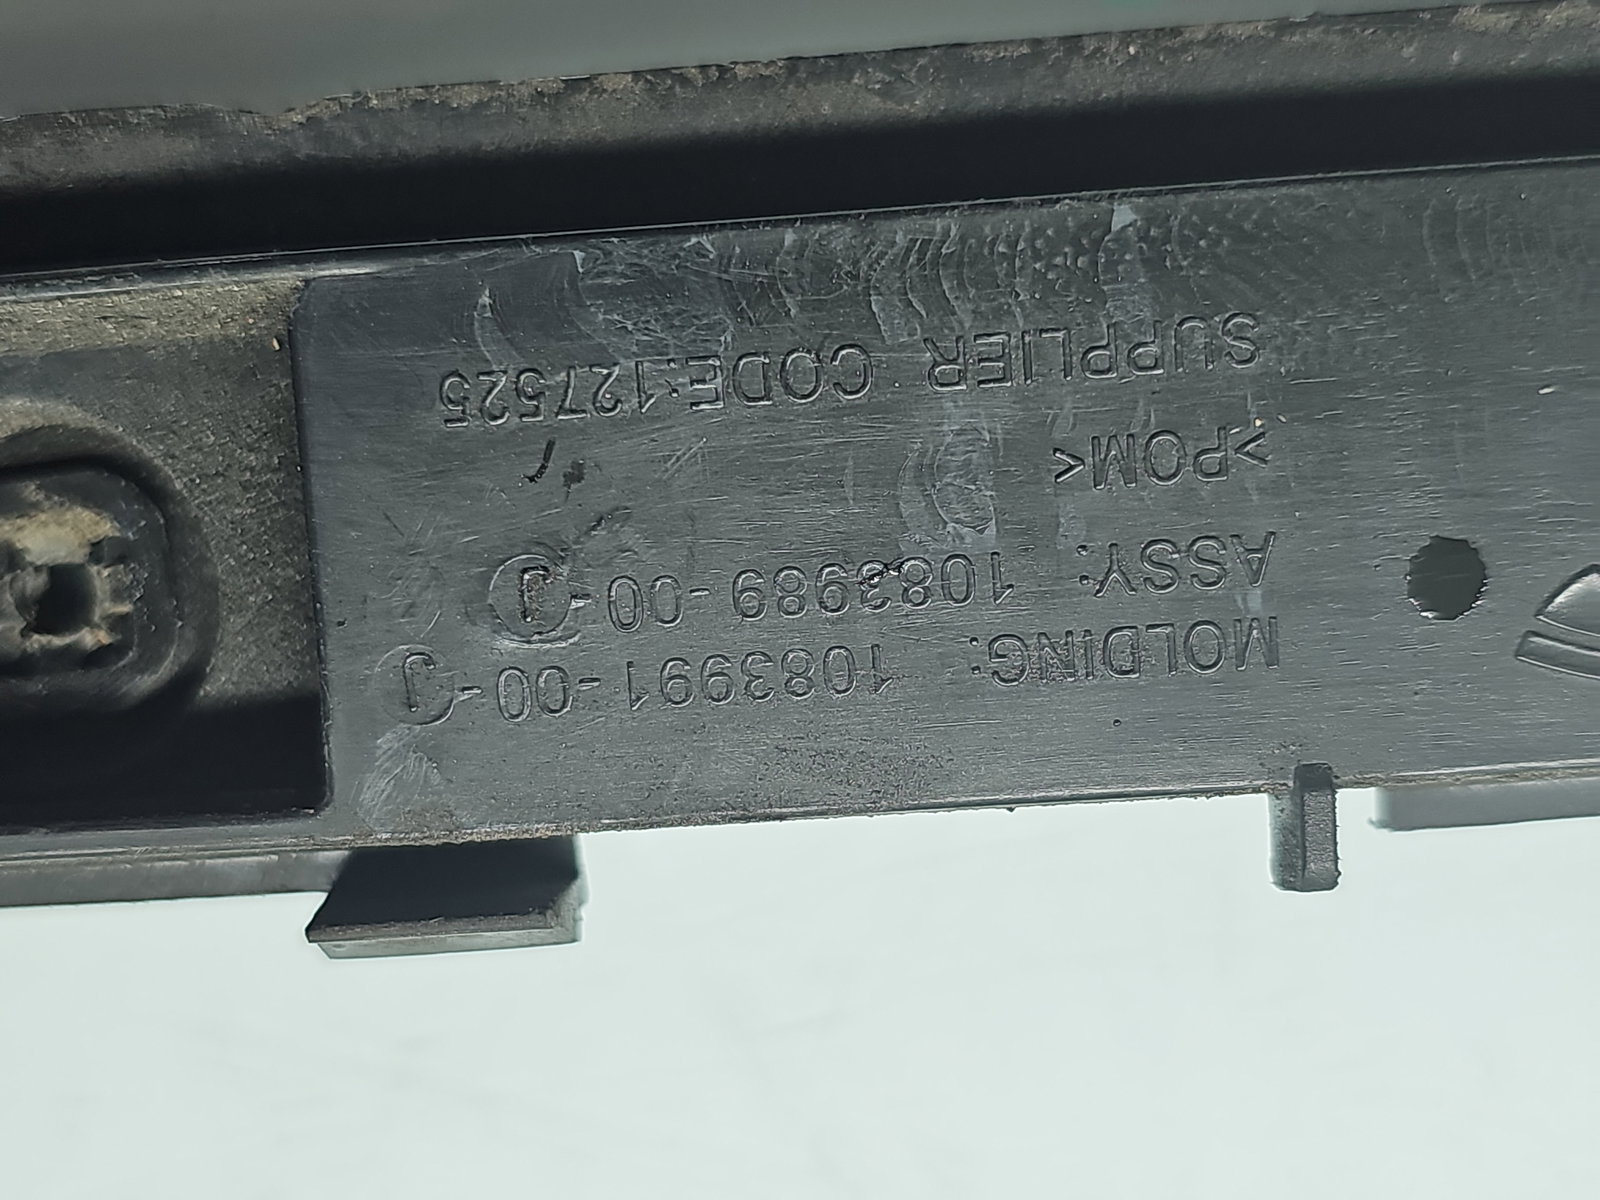 MOLDING: 1083991-00-J
ASSY: 1083989-00-J
>POM<
SUPPLIER CODE:127525